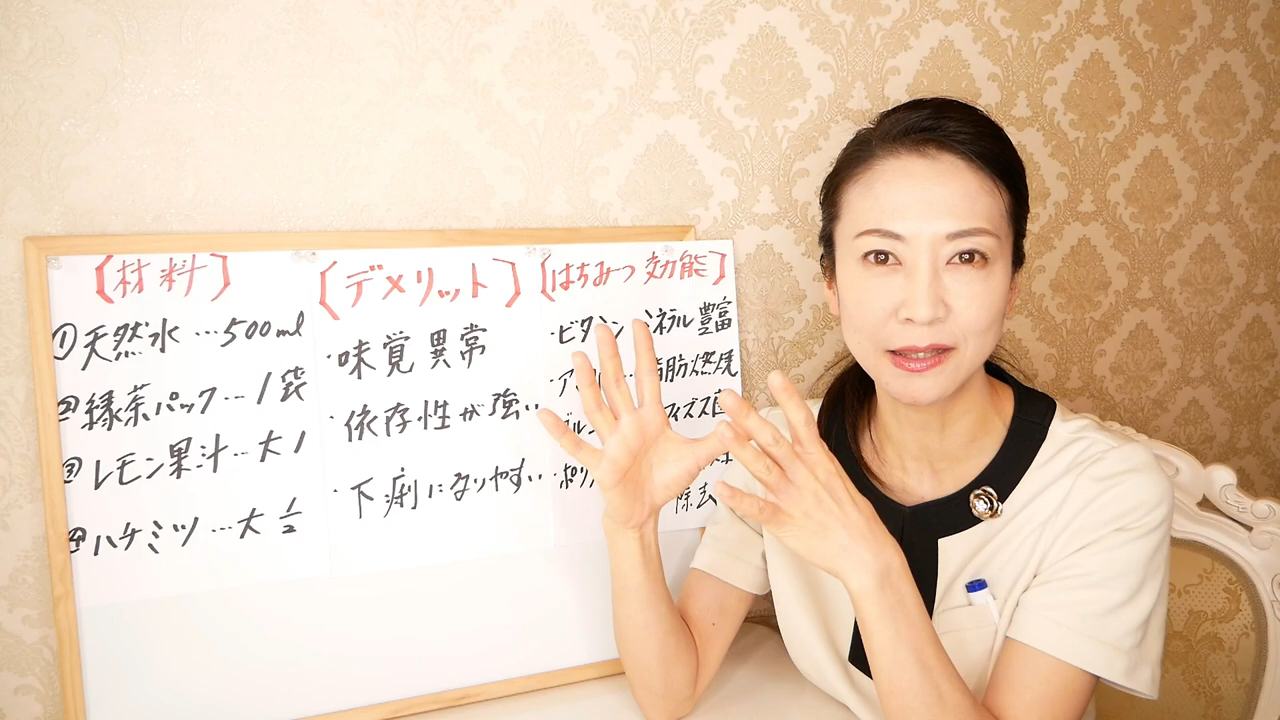 【材料】
①天然水…500ml
②緑茶パック…1袋
③レモン果汁…大1
④ハチミツ…大1/2
【デメリット】
・味覚異常
・依存性が強い
・下痢になりやすい
【はちみつ効能】
・ビタミン ミネラル豊富
脂肪燃焼
除去